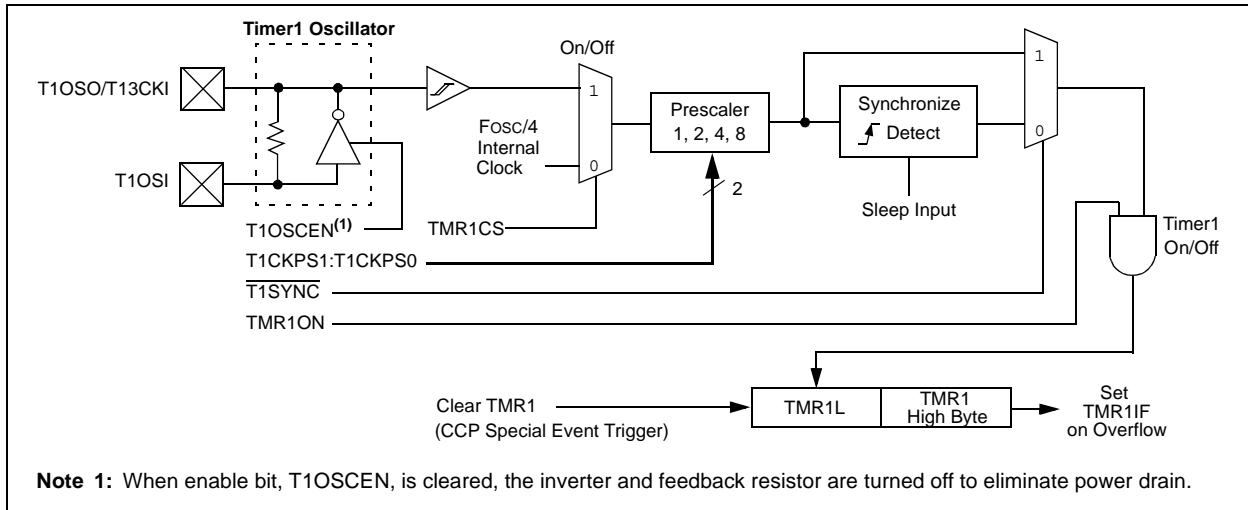 Timer1 Oscillator
On/Off
T1OSO/T13CKI
1
FOSC/4
Internal
Clock
0
Prescaler
1, 2, 4, 8
Synchronize
Detect
1
0
T1OSI
2
Sleep Input
T1OSCEN(1)
TMR1CS
Timer1
On/Off
T1CKPS1:T1CKPS0
T1SYNC
TMR1ON
Clear TMR1
(CCP Special Event Trigger)
TMR1L
TMR1
High Byte
Set
TMR1IF
on Overflow
Note 1: When enable bit, T1OSCEN, is cleared, the inverter and feedback resistor are turned off to eliminate power drain.